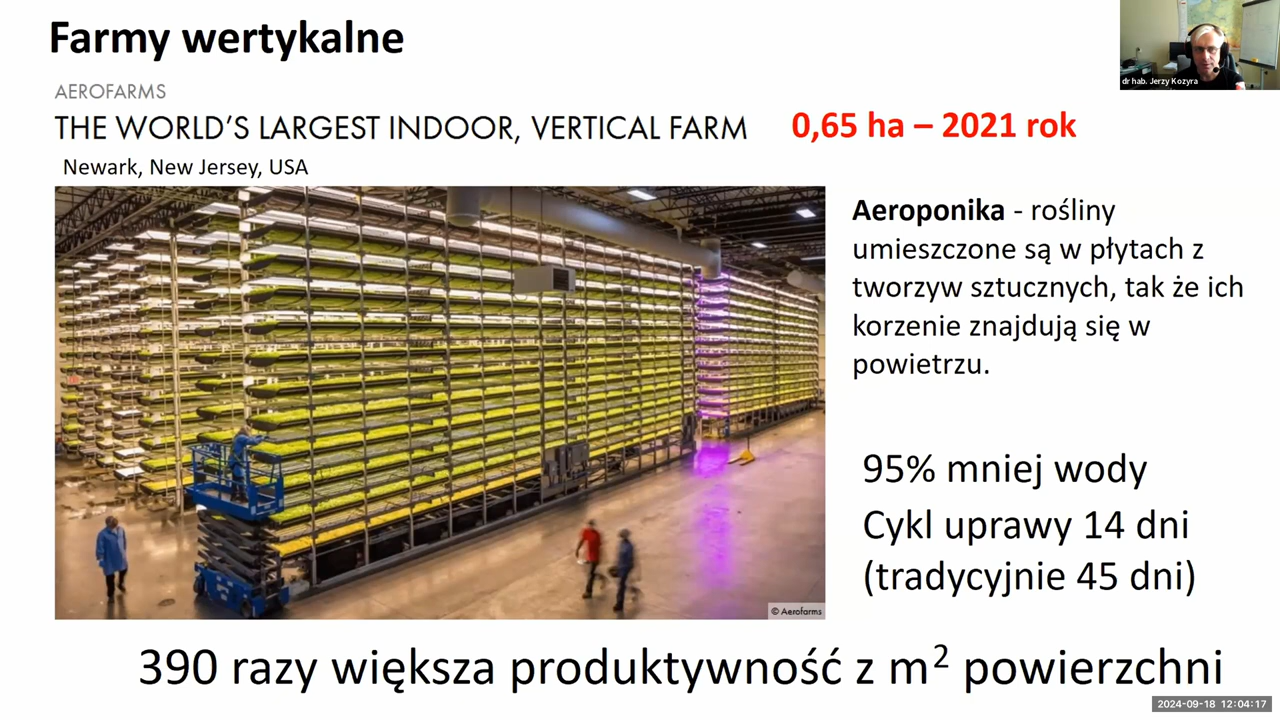 Farmy wertykalne
dr hab. Jerzy Kozyra
AEROFARMS
THE WORLD'S LARGEST INDOOR, VERTICAL FARM
0,65 ha – 2021 rok
Newark, New Jersey, USA
Aeroponika - rośliny
umieszczone są w płytach z
tworzyw sztucznych, tak że ich
korzenie znajdują się w
powietrzu.
95% mniej wody
Cykl uprawy 14 dni
(tradycyjnie 45 dni)
© Aerofarms
390 razy większa produktywność z m² powierzchni
2024-09-18 12:04:17